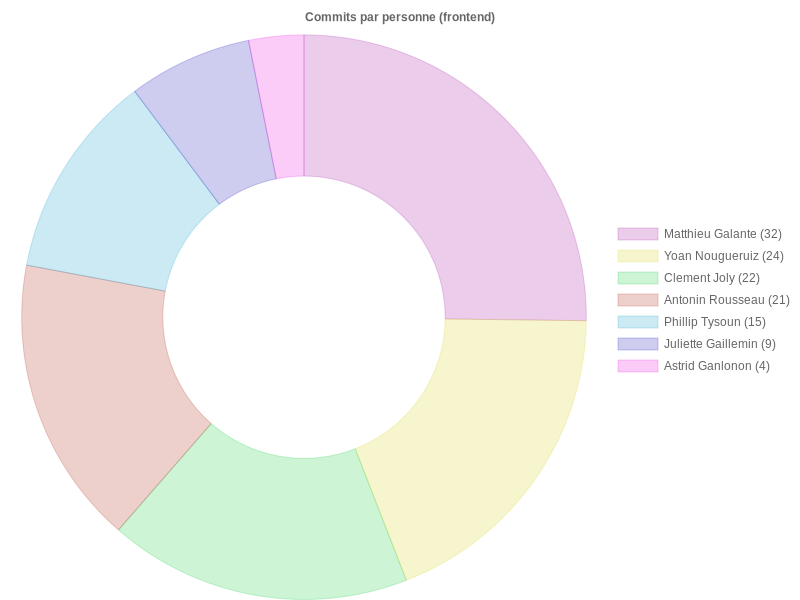 Commits par personne (frontend)
Matthieu Galante (32)
Yoan Nougueruiz (24)
Clement Joly (22)
Antonin Rousseau (21)
Phillip Tysoun (15)
Juliette Gaillemin (9)
Astrid Ganlonon (4)